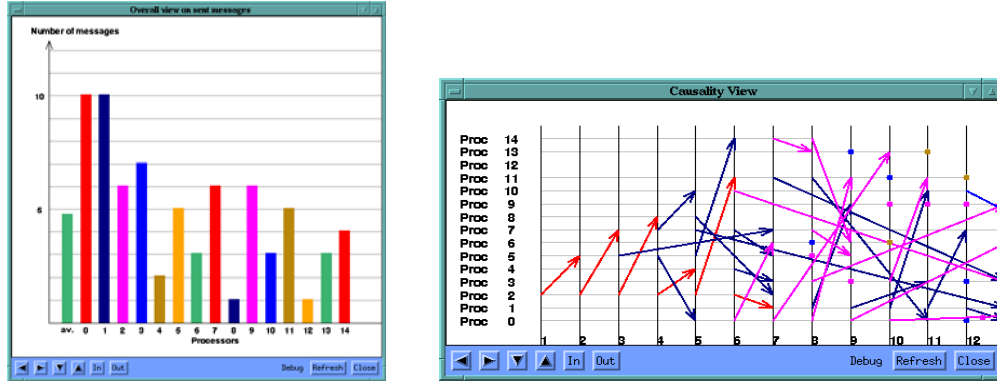 Overall view on sent messages
Number of messages
10
5
av. 0 1 2 3 4 5 6 7 8 9 10 11 12 13 14
Processors
In Out Debug Refresh Close
Causality View
Proc 14
Proc 13
Proc 12
Proc 11
Proc 10
Proc 9
Proc 8
Proc 7
Proc 6
Proc 5
Proc 4
Proc 3
Proc 2
Proc 1
Proc 0
1 2 3 4 5 6 7 8 9 10 11 12
In Out Debug Refresh Close